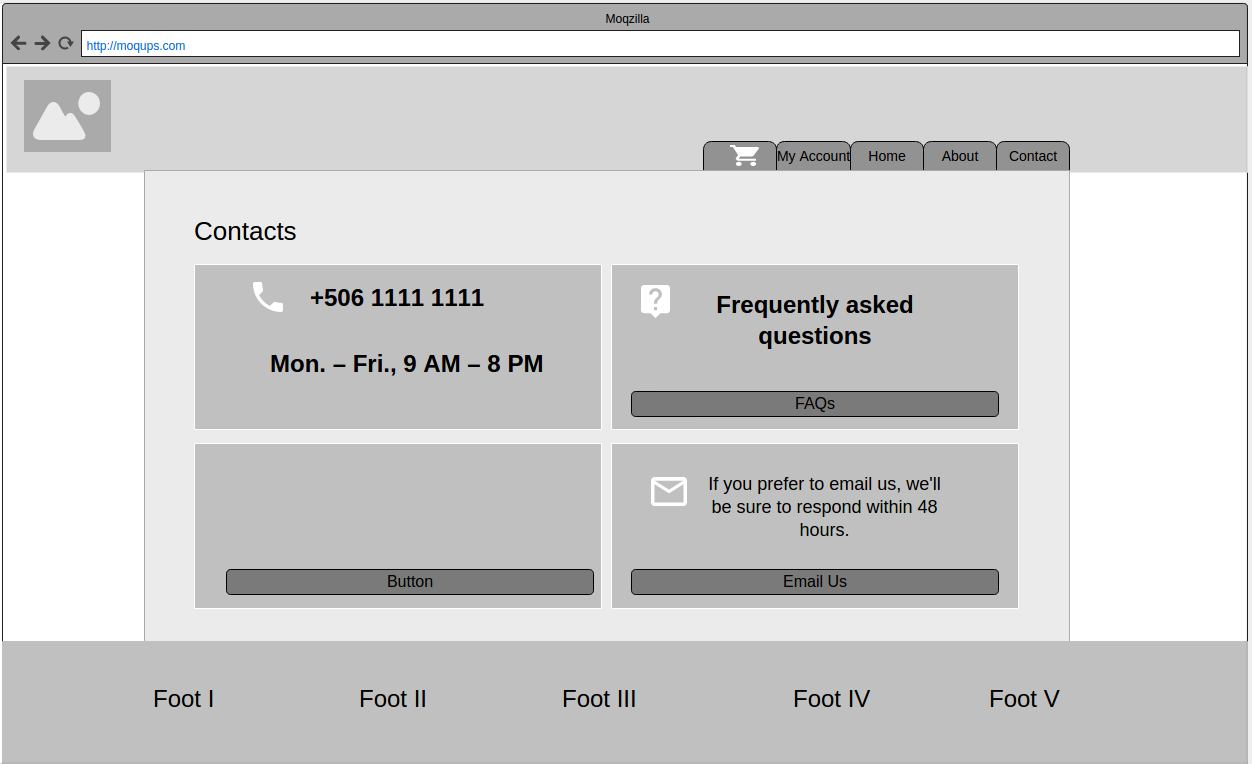 Moqzilla
http://moqups.com
My Account Home About Contact
Contacts
+506 1111 1111
Mon. – Fri., 9 AM – 8 PM
Frequently asked
questions
FAQs
Button
If you prefer to email us, we'll
be sure to respond within 48
hours.
Email Us
Foot I Foot II Foot III Foot IV Foot V